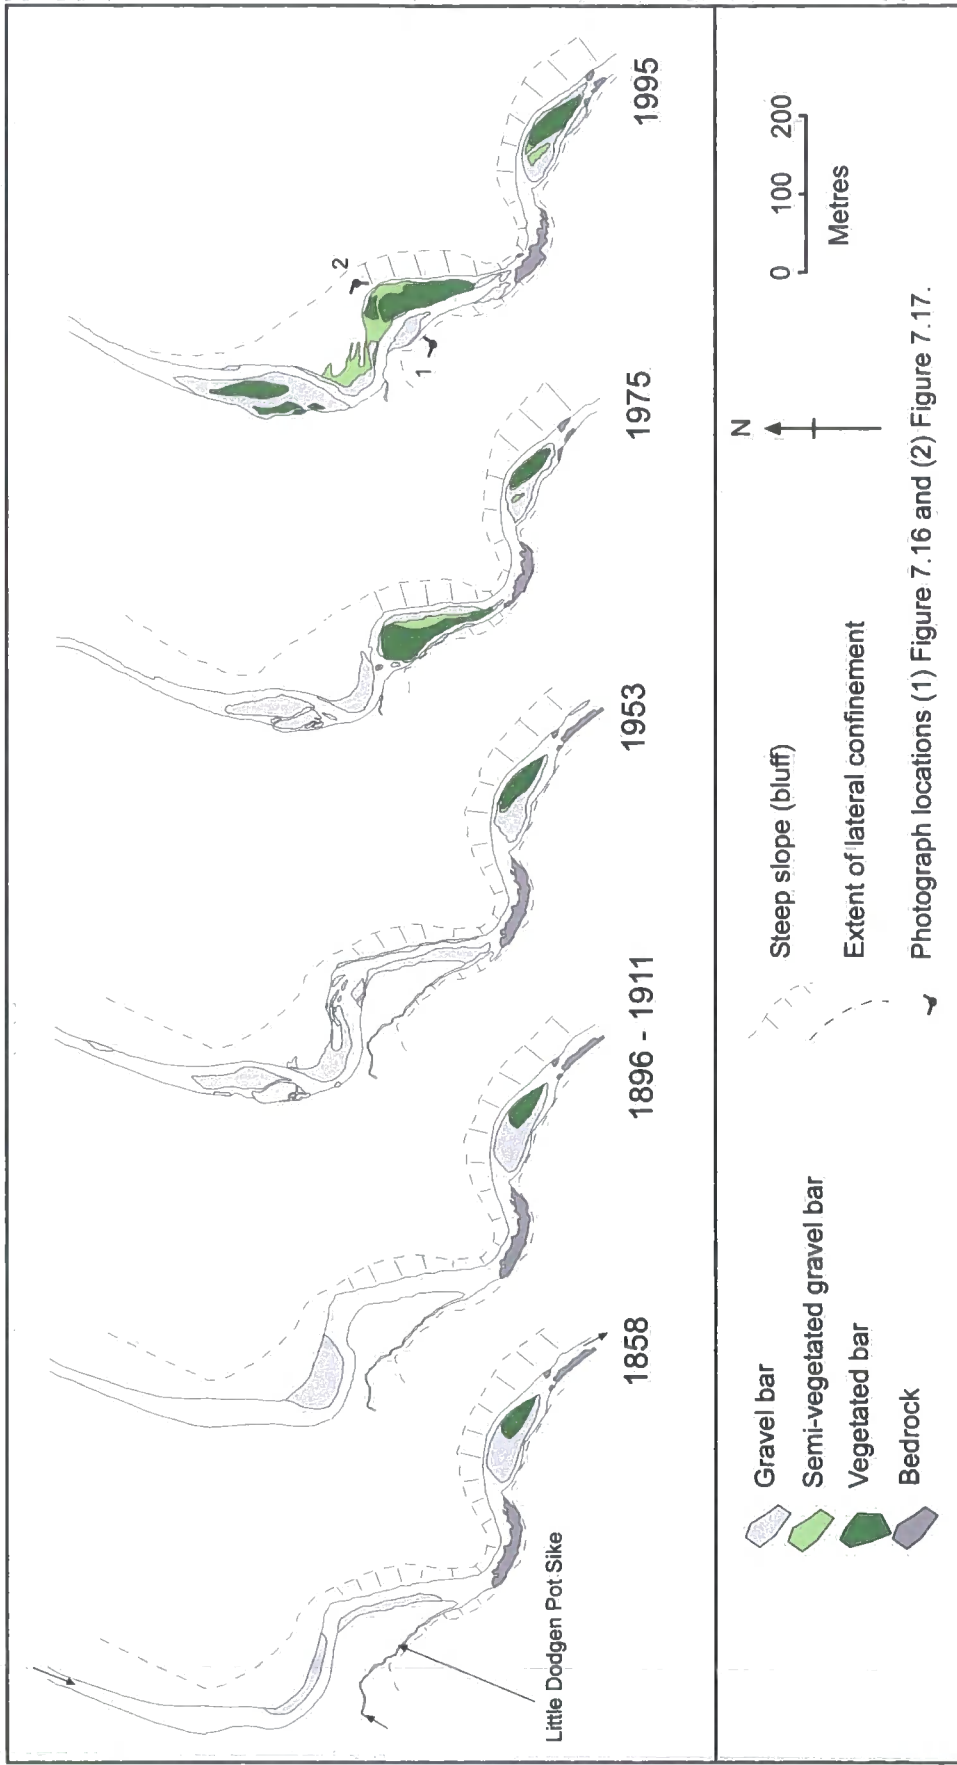 1858
1896 - 1911
1953
1975
1995
Little Dodgen Pot Sike
1
2
Gravel bar
Semi-vegetated gravel bar
Vegetated bar
Bedrock
Steep slope (bluff)
Extent of lateral confinement
Photograph locations (1) Figure 7.16 and (2) Figure 7.17.
N
0 100 200
Metres